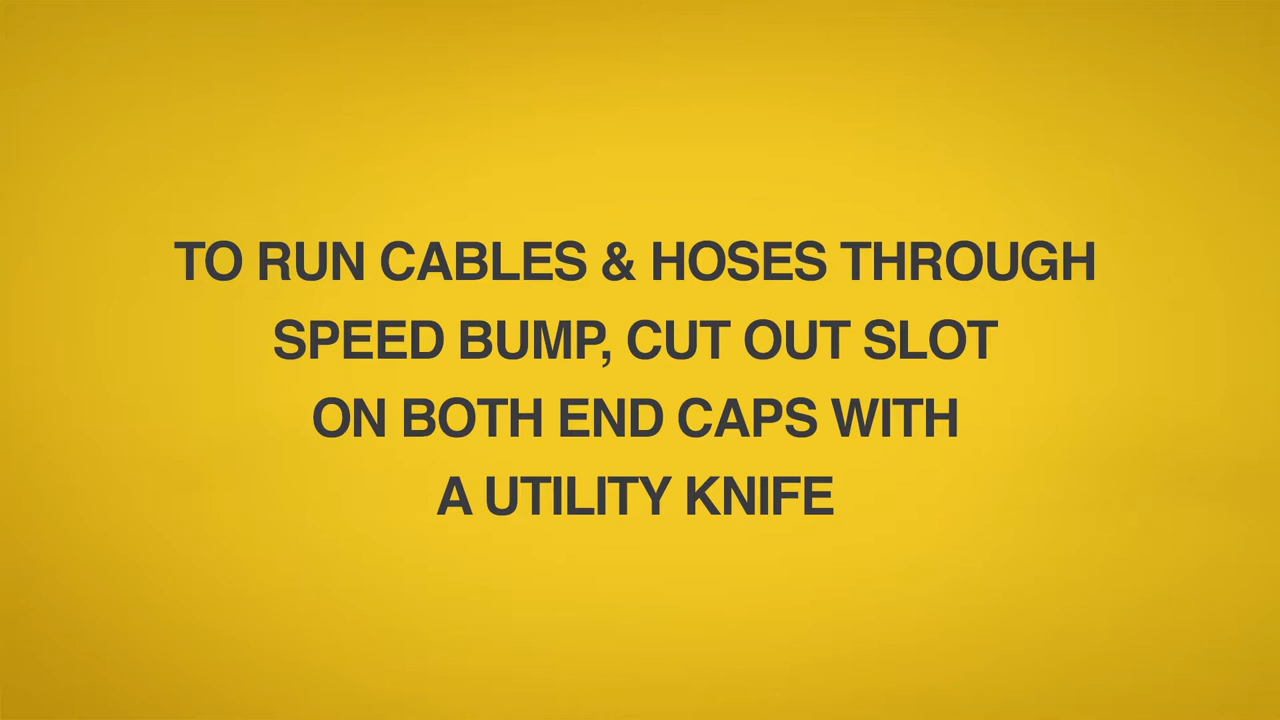 TO RUN CABLES & HOSES THROUGH
SPEED BUMP, CUT OUT SLOT
ON BOTH END CAPS WITH
A UTILITY KNIFE